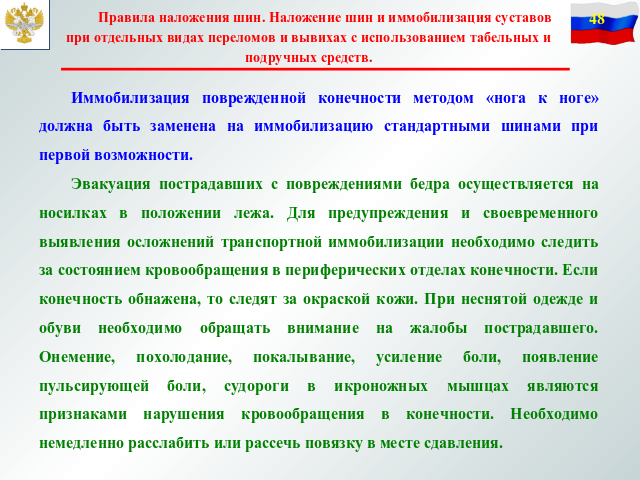 Правила наложения шин. Наложение шин и иммобилизация суставов
при отдельных видах переломов и вывихах с использованием табельных и
подручных средств.
48
Иммобилизация поврежденной конечности методом «нога к ноге»
должна быть заменена на иммобилизацию стандартными шинами при
первой возможности.
Эвакуация пострадавших с повреждениями бедра осуществляется на
носилках в положении лежа. Для предупреждения и своевременного
выявления осложнений транспортной иммобилизации необходимо следить
за состоянием кровообращения в периферических отделах конечности. Если
конечность обнажена, то следят за окраской кожи. При неснятой одежде и
обуви необходимо обращать внимание на жалобы пострадавшего.
Онемение, похолодание, покалывание, усиление боли, появление
пульсирующей боли, судороги в икроножных мышцах являются
признаками нарушения кровообращения в конечности. Необходимо
немедленно расслабить или рассечь повязку в месте сдавления.